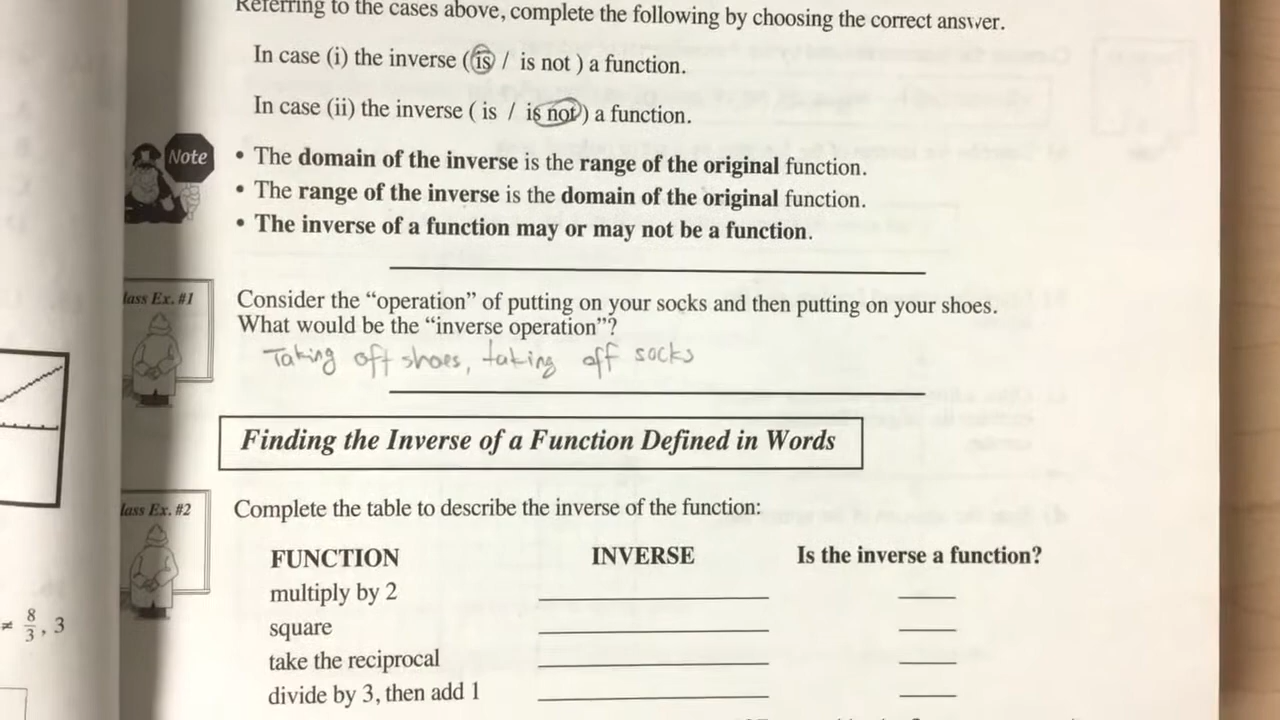 Referring to the cases above, complete the following by choosing the correct answer.
In case (i) the inverse ( is / is not ) a function.
In case (ii) the inverse ( is / is not ) a function.
Note
• The domain of the inverse is the range of the original function.
• The range of the inverse is the domain of the original function.
• The inverse of a function may or may not be a function.
lass Ex. #1
Consider the “operation” of putting on your socks and then putting on your shoes.
What would be the “inverse operation”?
Taking off shoes, taking off socks
Finding the Inverse of a Function Defined in Words
lass Ex. #2
Complete the table to describe the inverse of the function:
FUNCTION INVERSE Is the inverse a function?
multiply by 2
square
take the reciprocal
divide by 3, then add 1
≠ 8/3, 3